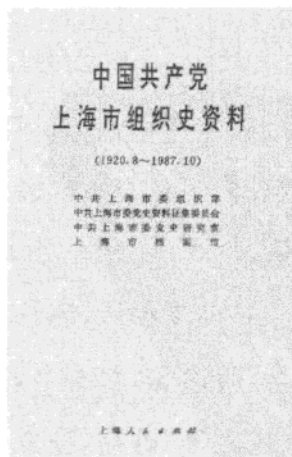 中国共产党
上海市组织史资料
(1920.8～1987.10)
中共上海市委组织部
中共上海市委党史资料征集委员会
中共上海市委党史研究室
上海市档案馆
上海人民出版社